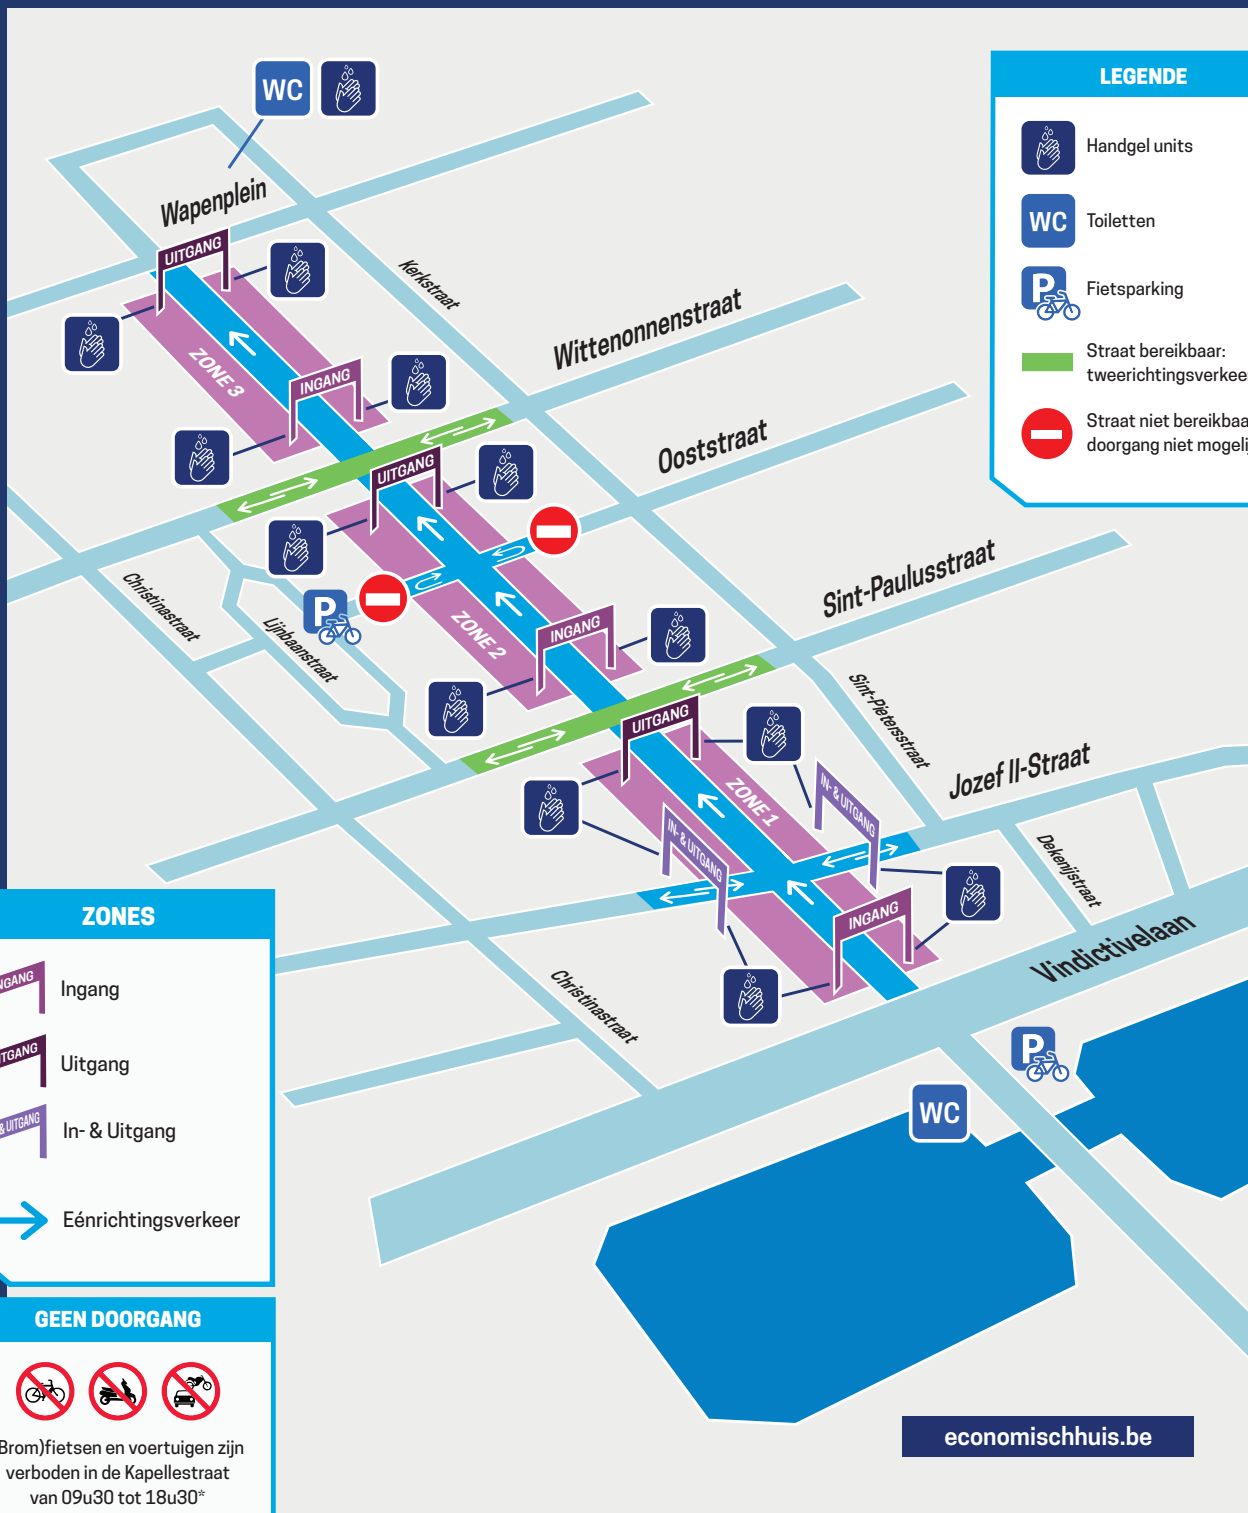 WC
Wapenplein
UITGANG
Kerkstraat
ZONE 3
INGANG
Wittenonnenstraat
UITGANG
Ooststraat
Christinastraat
P
Lijnbaanstraat
ZONE 2
INGANG
Sint-Paulusstraat
UITGANG
Sint-Pietersstraat
Jozef II-Straat
ZONE 1
IN- & UITGANG
IN- & UITGANG
INGANG
Dekenijstraat
Vindictivelaan
Christinastraat
P
WC
LEGENDE
Handgel units
WC
Toiletten
P
Fietsparking
Straat bereikbaar:
Straat niet
doorgang niet
ZONES
Ingang
Uitgang
& UITGANG
In- & Uitgang
Eénrichtingsverkeer
GEEN DOORGANG
Brom)fietsen en voertuigen zijn
verboden in de Kapellestraat
van 09u30 tot 18u30*
economischhuis.be